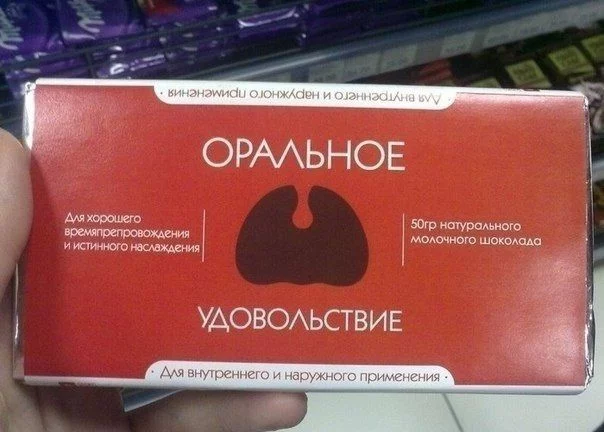 Для внутреннего и наружного применения
ОРАЛЬНОЕ
Для хорошего
времяпрепровождения
и истинного наслаждения
50гр натурального
молочного шоколада
УДОВОЛЬСТВИЕ
· Для внутреннего и наружного применения ·
Milka